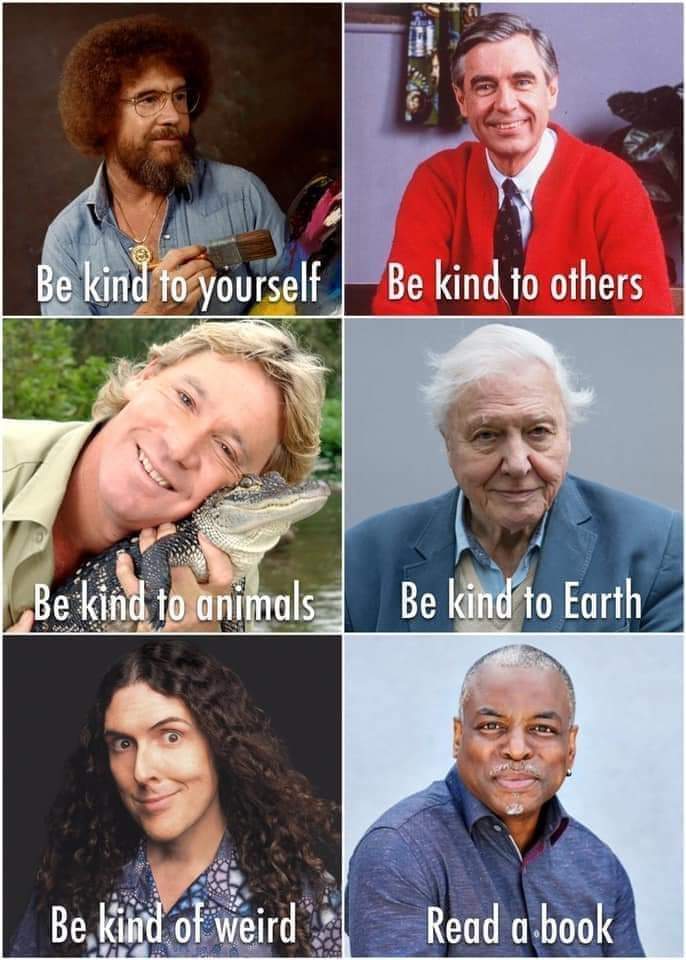 Be kind to yourself
Be kind to others
Be kind to animals
Be kind to Earth
Be kind of weird
Read a book